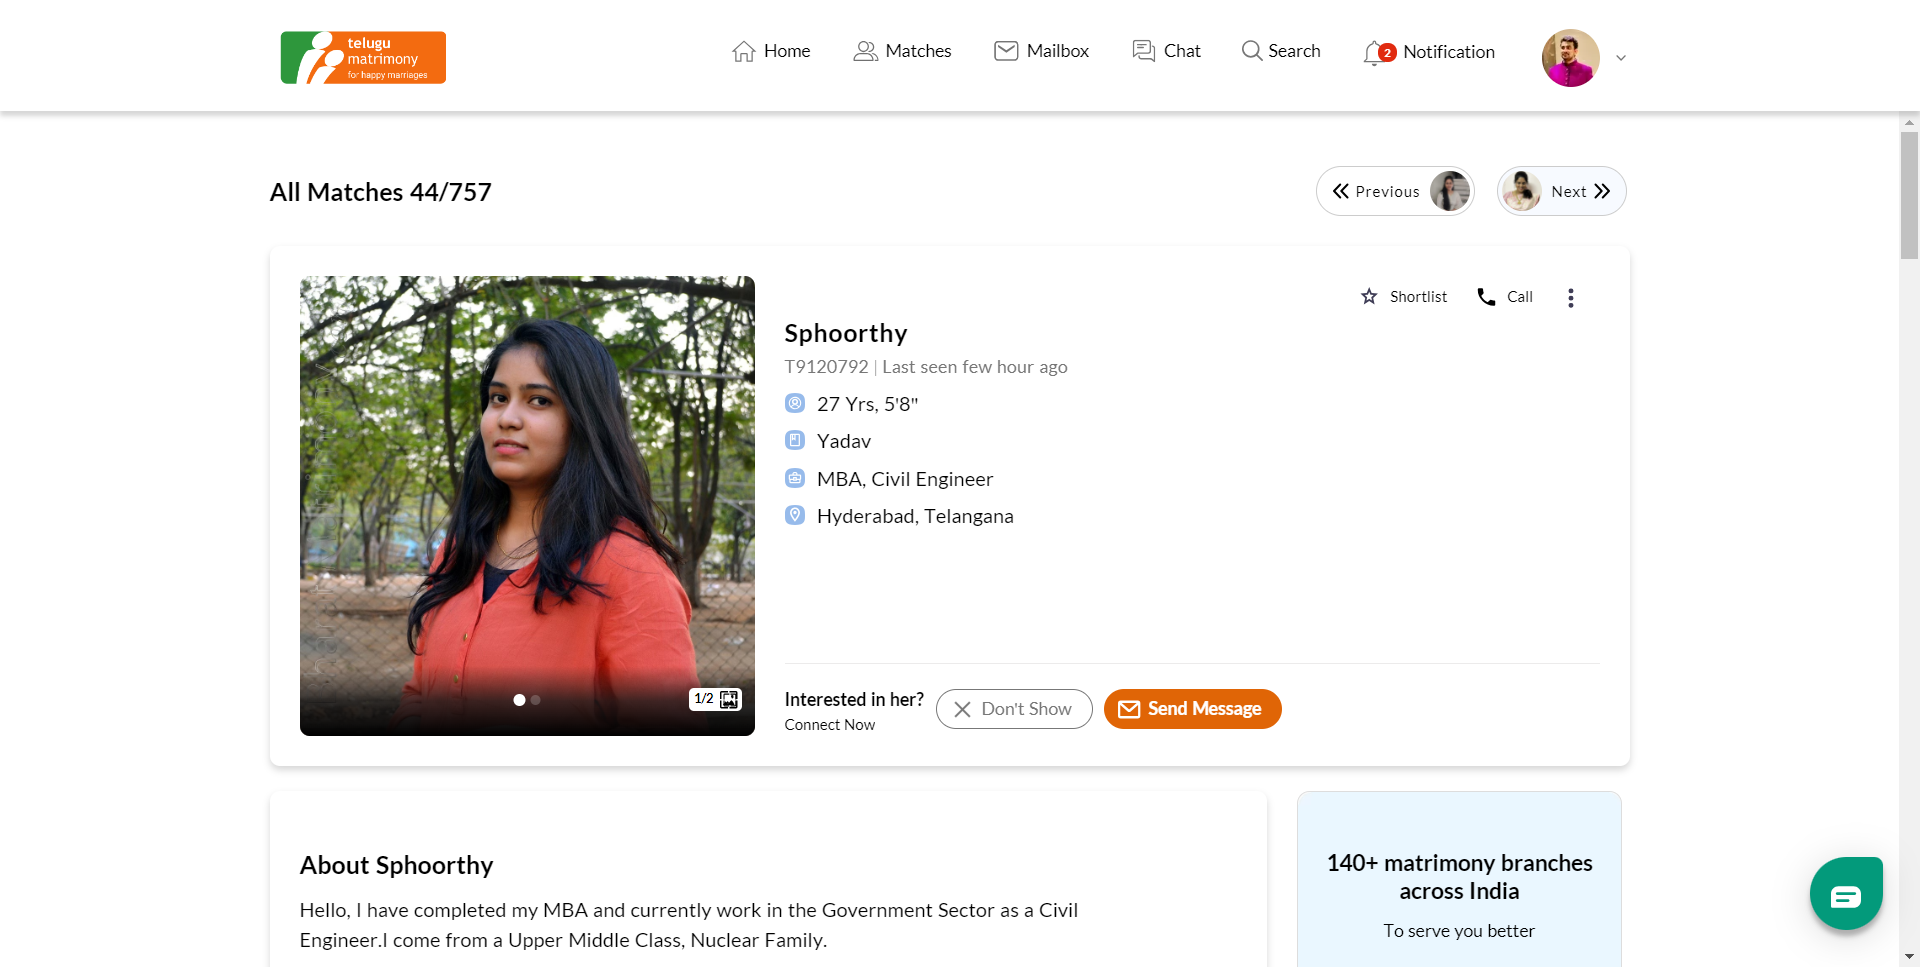 telugu
matrimony
for happy marriages
Home
Matches
Mailbox
Chat
Search
2
Notification
All Matches 44/757
Previous
Next
Shortlist
Call
Sphoorthy
T9120792 | Last seen few hour ago
27 Yrs, 5'8"
Yadav
MBA, Civil Engineer
Hyderabad, Telangana
1/2
Interested in her?
Connect Now
Don't Show
Send Message
About Sphoorthy
Hello, I have completed my MBA and currently work in the Government Sector as a Civil
Engineer.I come from a Upper Middle Class, Nuclear Family.
140+ matrimony branches
across India
To serve you better